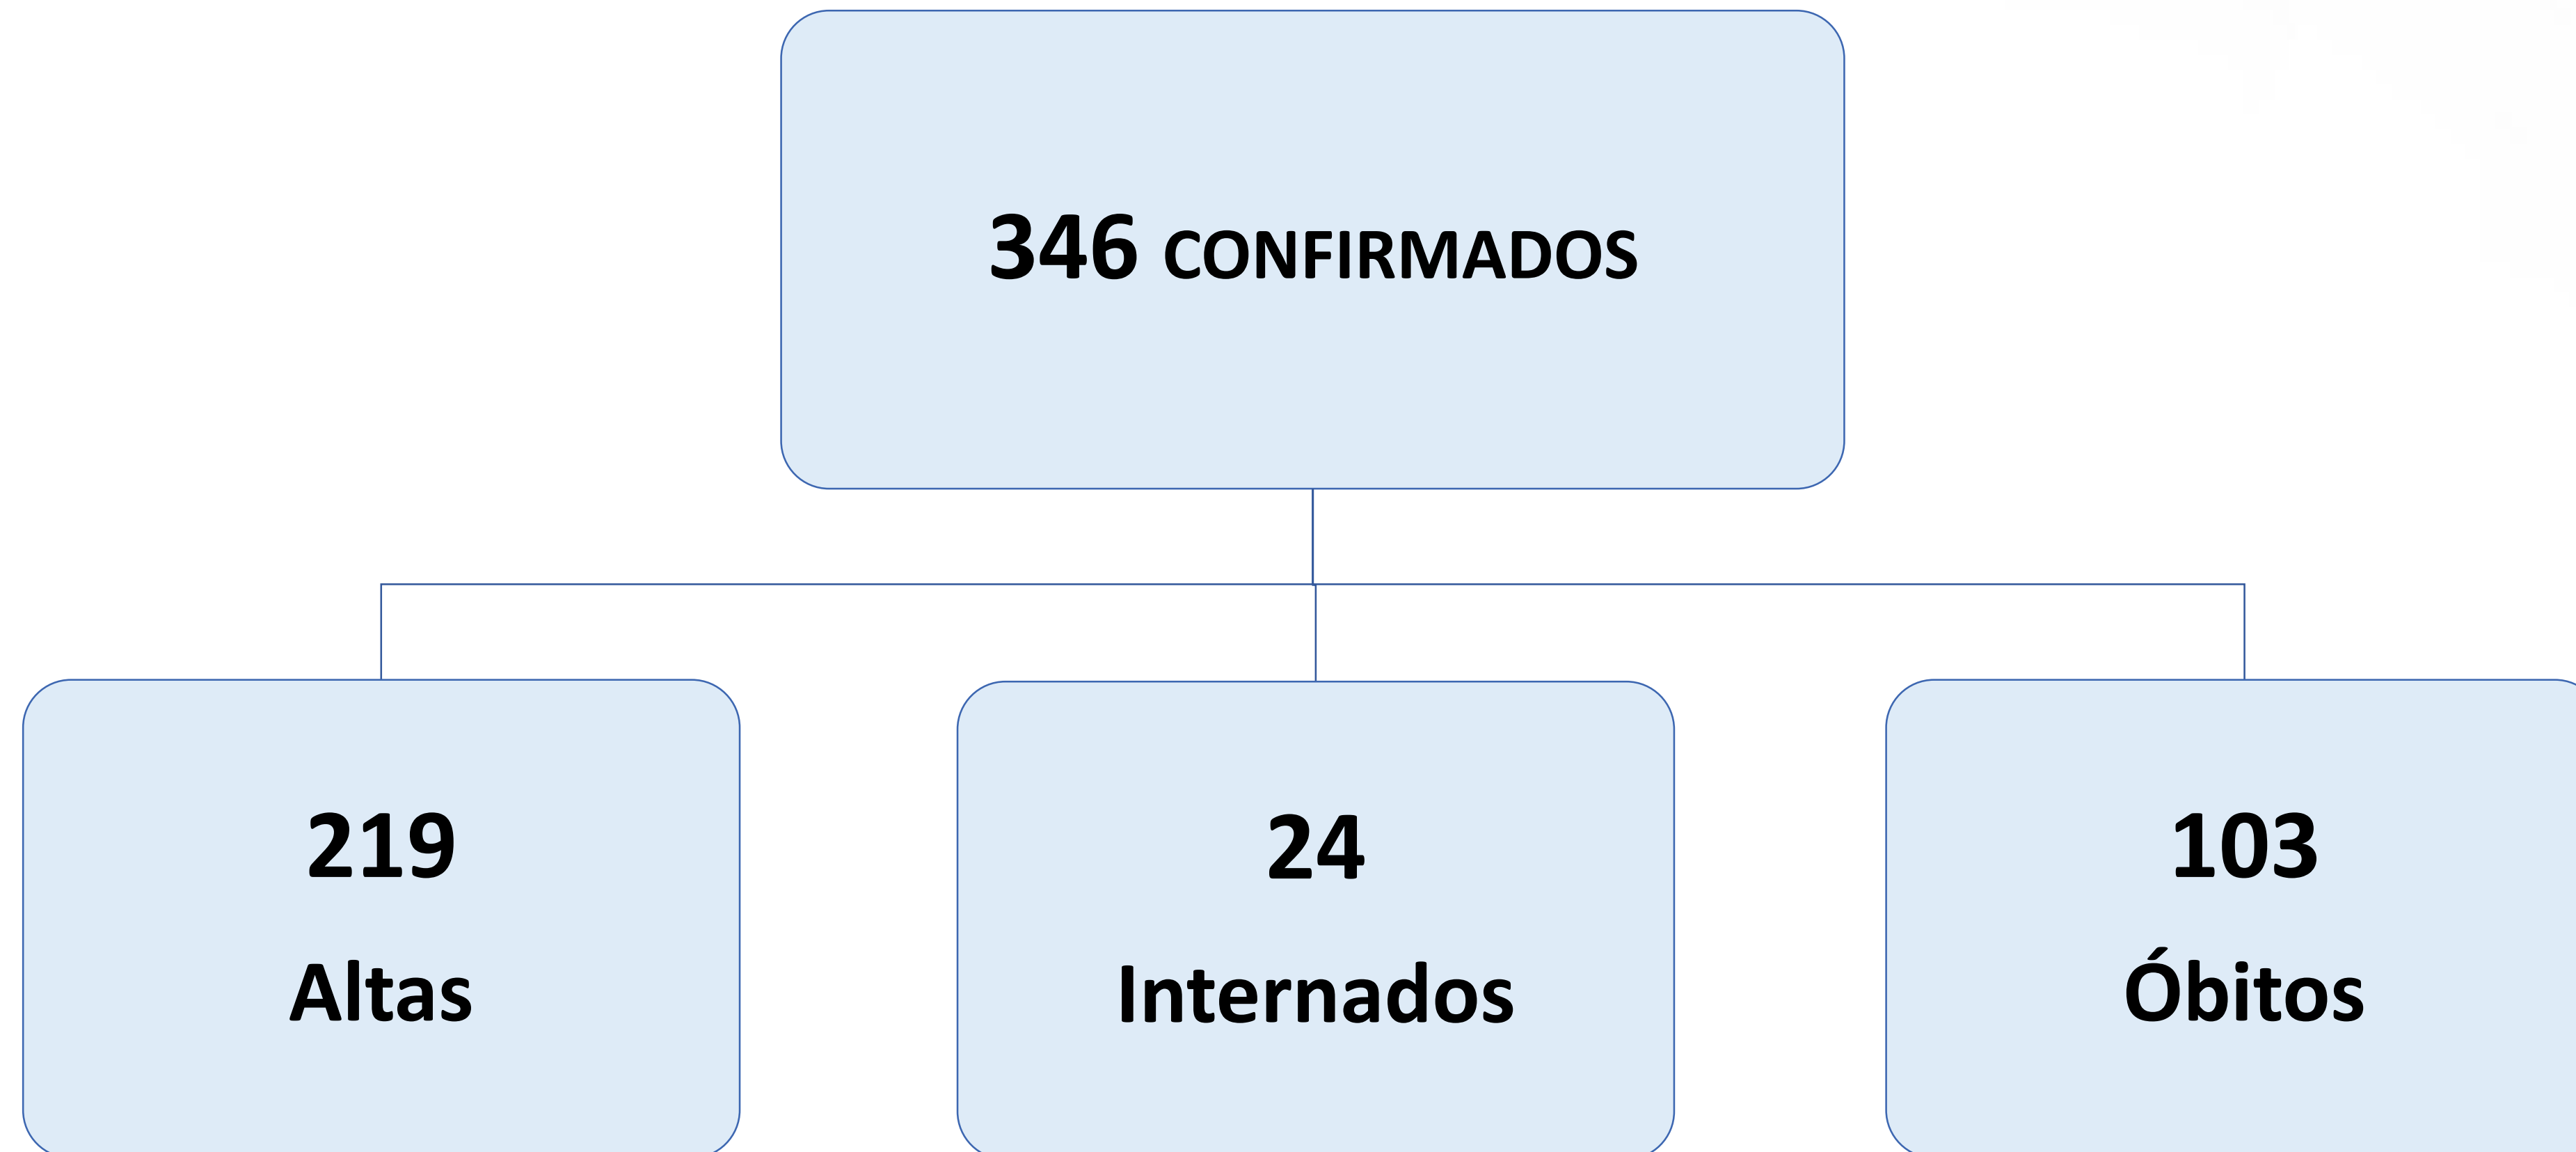 346 CONFIRMADOS
219
Altas
24
Internados
103
Óbitos